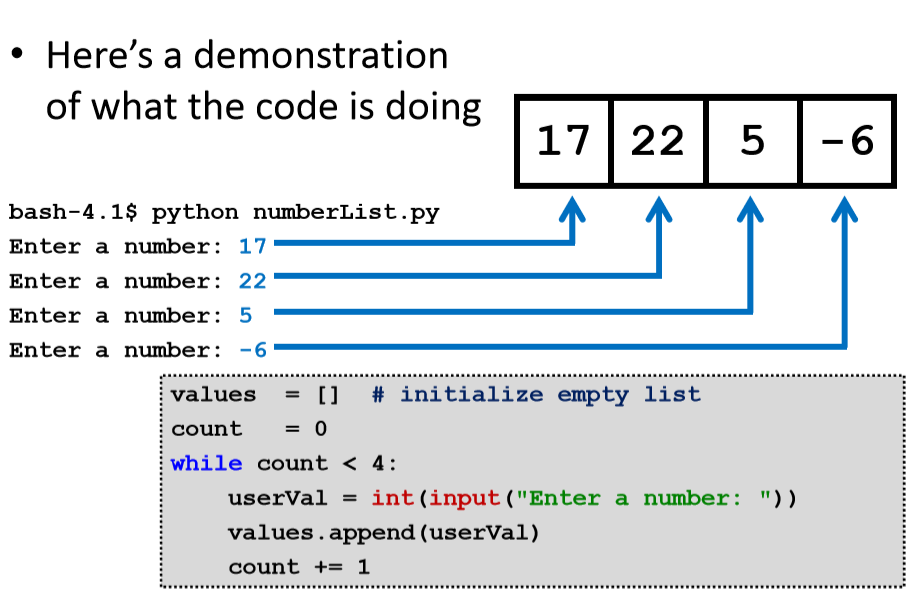 • Here’s a demonstration
of what the code is doing
17 22 5 -6
bash-4.1$ python numberList.py
Enter a number: 17
Enter a number: 22
Enter a number: 5
Enter a number: -6
values  = []  # initialize empty list
count   = 0
while count < 4:
    userVal = int(input("Enter a number: "))
    values.append(userVal)
    count += 1